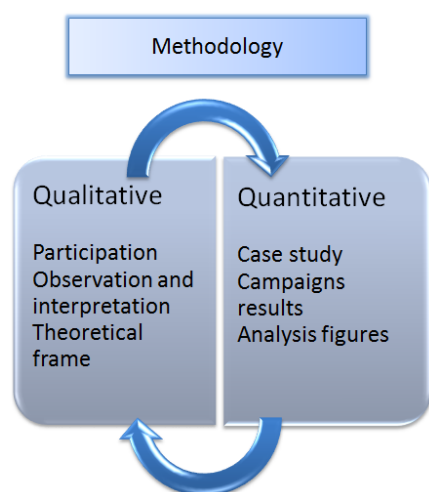 Methodology
Qualitative
Participation
Observation and
interpretation
Theoretical
frame
Quantitative
Case study
Campaigns
results
Analysis figures